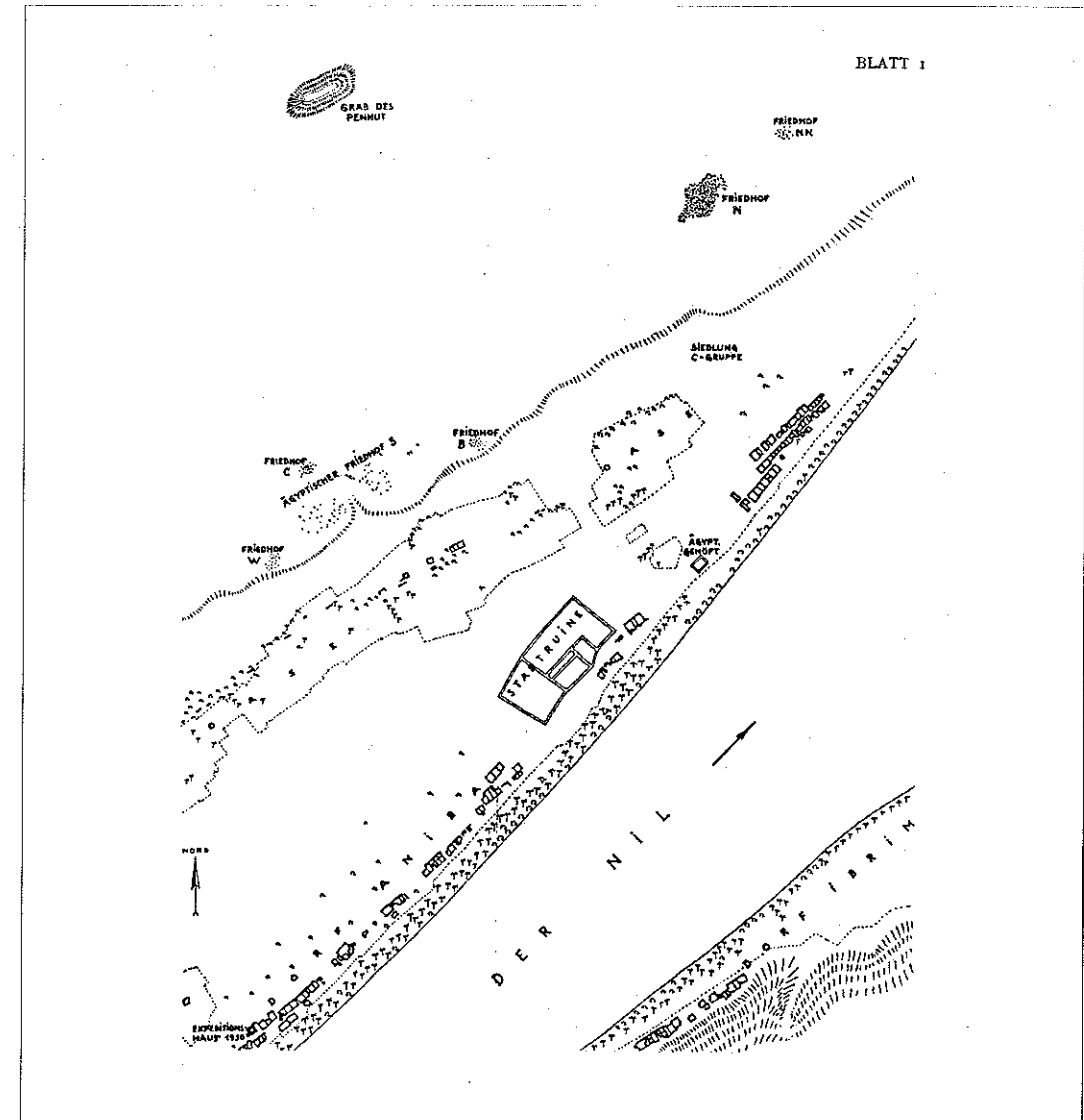 BLATT 1
GRAB DES
PENNUT
FRIEDHOF
NN
FRIEDHOF
N
SIEDLUNG
C-GRUPPE
FRIEDHOF
B
FRIEDHOF
C
ÄGYPTISCHER FRIEDHOF S
FRIEDHOF
W
OASE
ÄGYPT.
GEHÖFT
STADTRUINE
OASE
DORF ANIBA
NORD
DER NIL
DORF IBRIM
EXPEDITIONS-
HAUS 1930